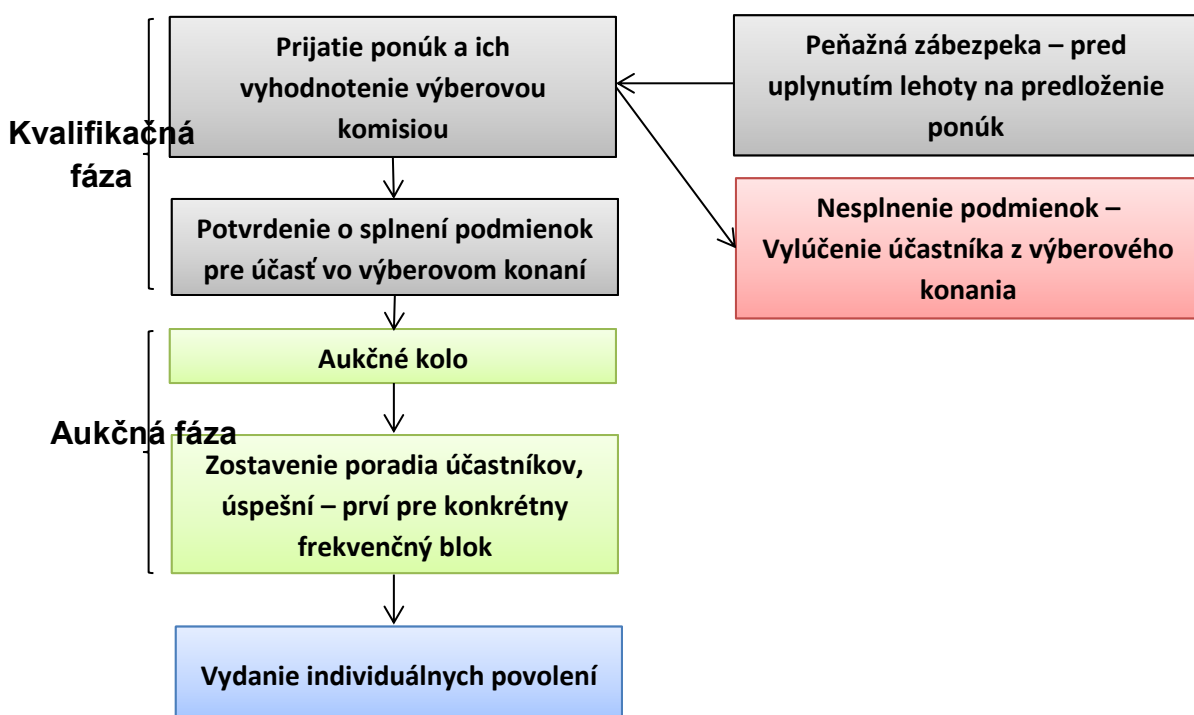 Kvalifikačná
fáza
Prijatie ponúk a ich
vyhodnotenie výberovou
komisiou
Peňažná zábezpeka – pred
uplynutím lehoty na predloženie
ponúk
Potvrdenie o splnení podmienok
pre účasť vo výberovom konaní
Nesplnenie podmienok –
Vylúčenie účastníka z výberového
konania
Aukčná fáza
Aukčné kolo
Zostavenie poradia účastníkov,
úspešní – prví pre konkrétny
frekvenčný blok
Vydanie individuálnych povolení